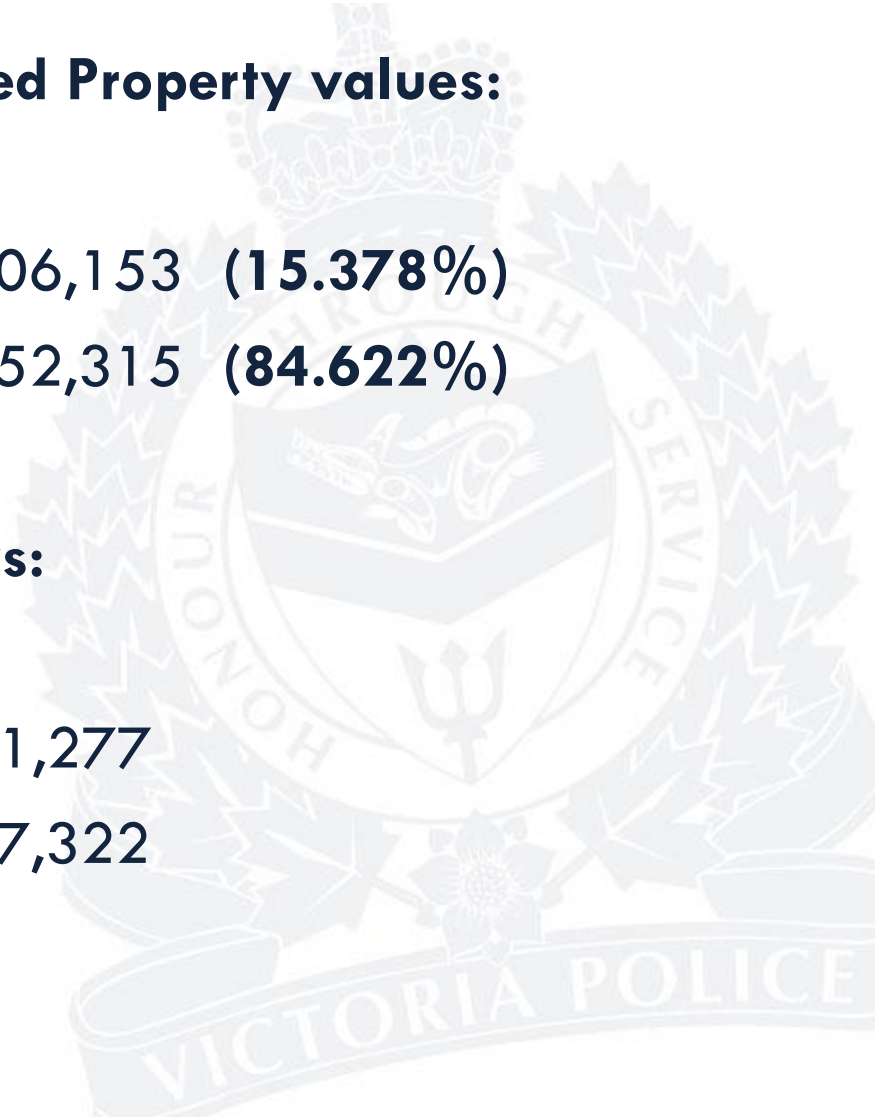 ed Property values:
06,153 (15.378%)
52,315 (84.622%)
s:
1,277
7,322
HONOUR THROUGH SERVICE
VICTORIA POLICE